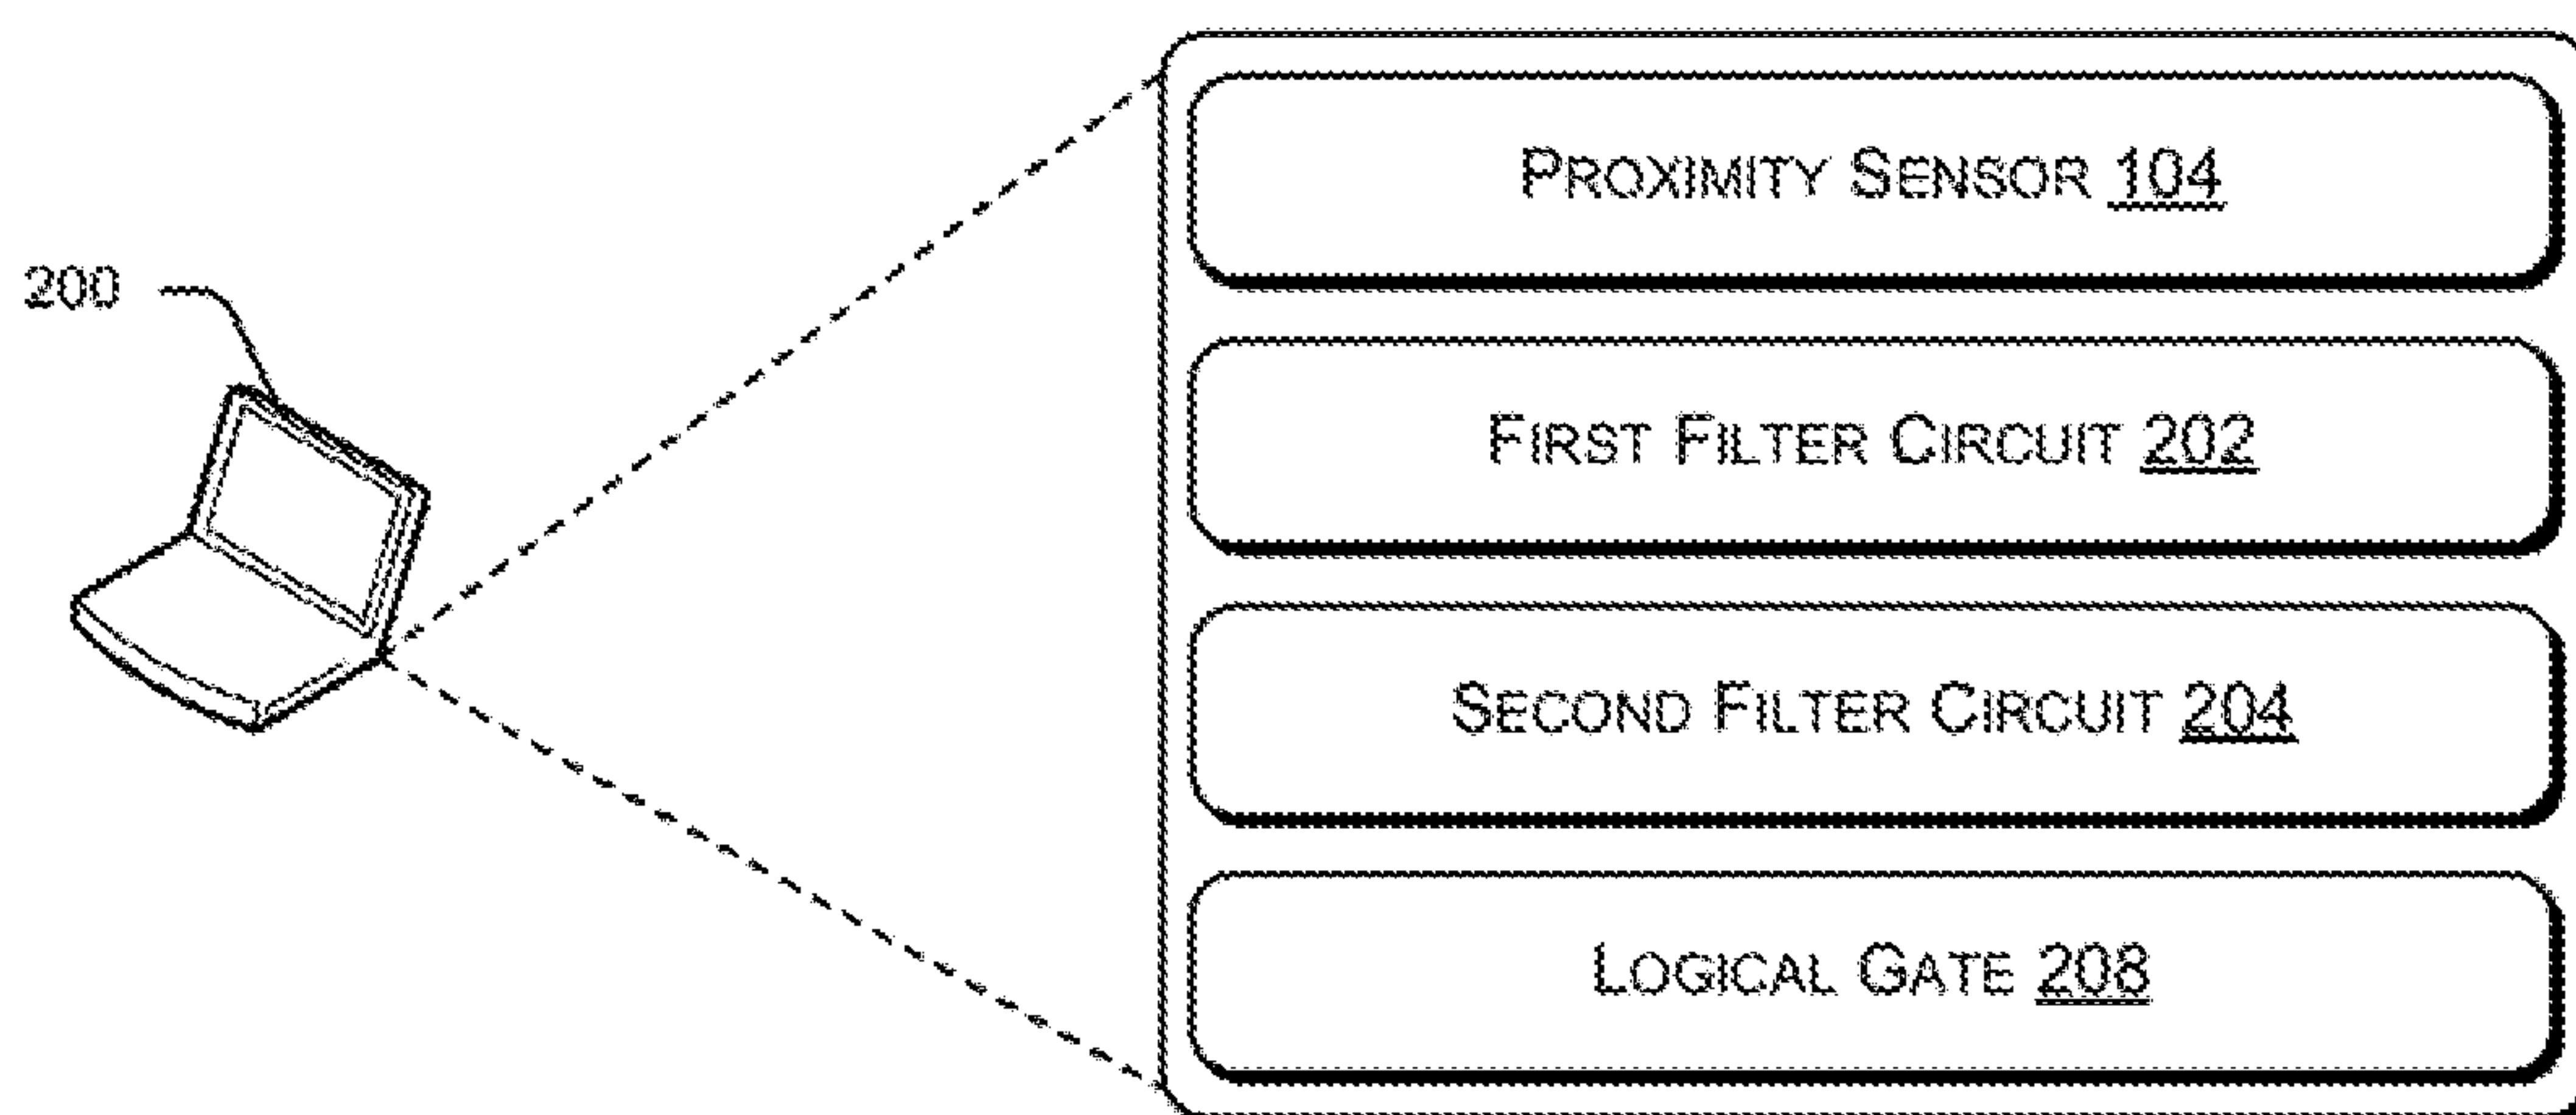 PROXIMITY SENSOR 104
200
FIRST FILTER CIRCUIT 202
SECOND FILTER CIRCUIT 204
LOGICAL GATE 208